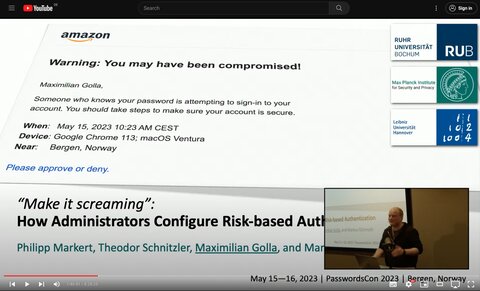 YouTube
Search
Sign in
amazon
Warning: You may have been compromised!
Maximilian Golla,
Someone who knows your password is attempting to sign-in to your
account. You should take steps to make sure your account is secure.
When: May 15, 2023 10:23 AM CEST
Device: Google Chrome 113; macOS Ventura
Near: Bergen, Norway
Please approve or deny.
RUHR
UNIVERSITÄT
BOCHUM
RUB
Max Planck Institute
for Security and Privacy
Leibniz
Universität
Hannover
“Make it screaming”:
How Administrators Configure Risk-based Auth
Philipp Markert, Theodor Schnitzler, Maximilian Golla, and Mar
May 15—16, 2023 | PasswordsCon 2023 | Bergen, Norway